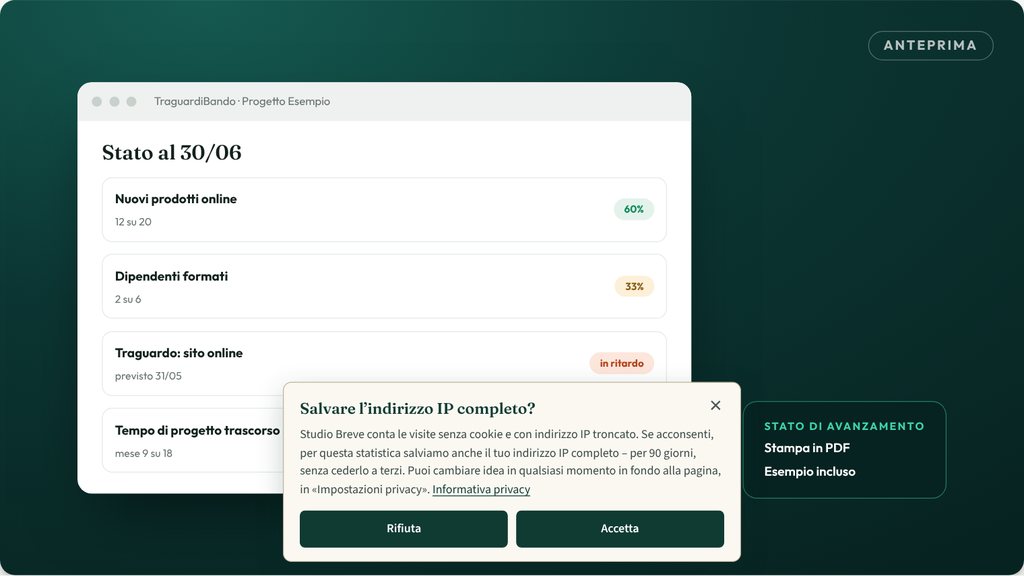 ANTEPRIMA
TraguardiBando · Progetto Esempio
Stato al 30/06
Nuovi prodotti online
12 su 20
60%
Dipendenti formati
2 su 6
33%
Traguardo: sito online
previsto 31/05
in ritardo
Tempo di progetto trascorso
mese 9 su 18
Salvare l’indirizzo IP completo?
Studio Breve conta le visite senza cookie e con indirizzo IP troncato. Se acconsenti,
per questa statistica salviamo anche il tuo indirizzo IP completo – per 90 giorni,
senza cederlo a terzi. Puoi cambiare idea in qualsiasi momento in fondo alla pagina,
in «Impostazioni privacy». Informativa privacy
Rifiuta
Accetta
STATO DI AVANZAMENTO
Stampa in PDF
Esempio incluso